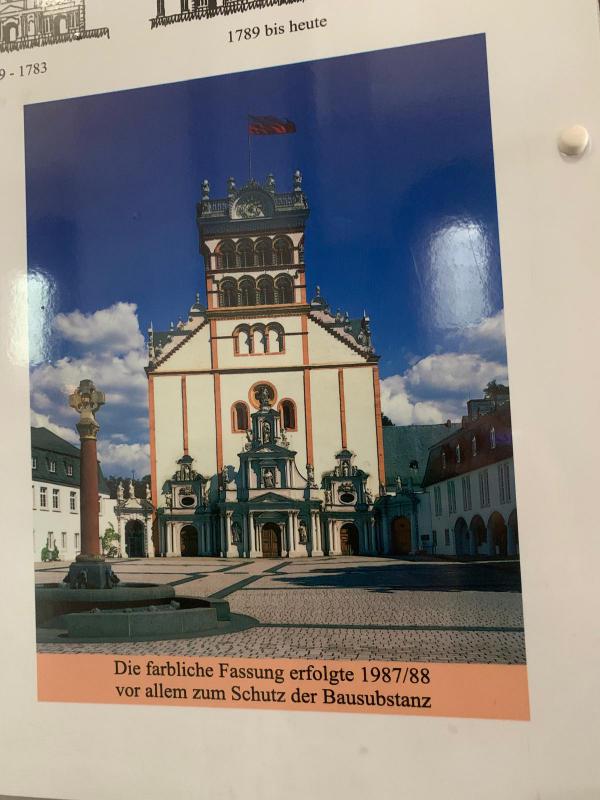 9 - 1783
1789 bis heute
Die farbliche Fassung erfolgte 1987/88
vor allem zum Schutz der Bausubstanz